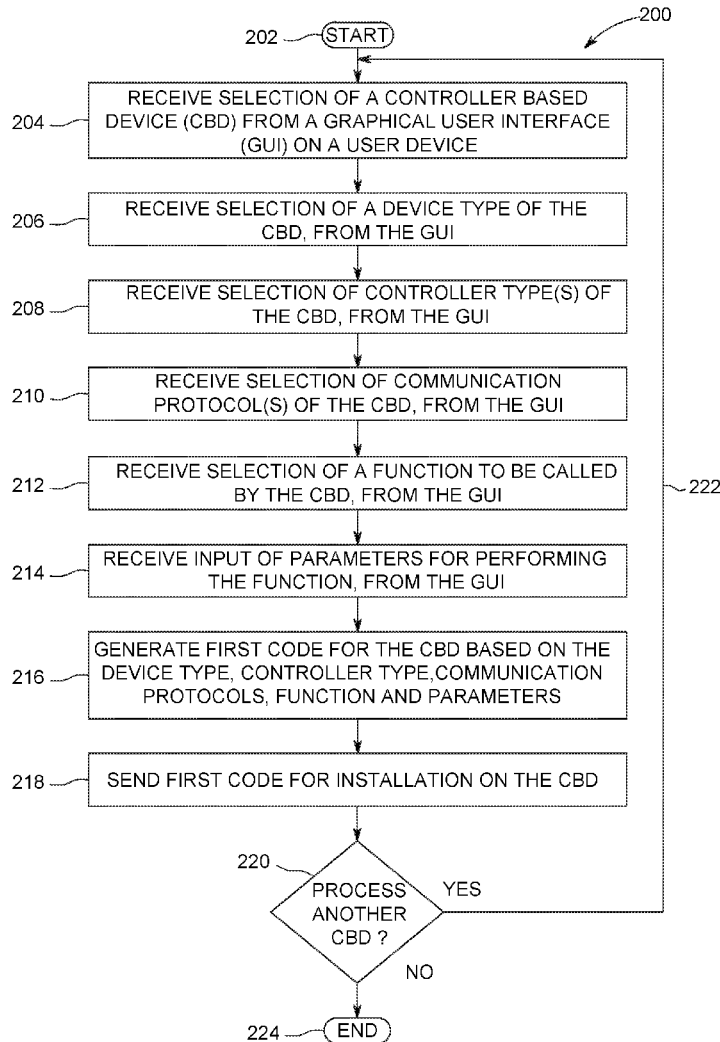 200
202
START
204
RECEIVE SELECTION OF A CONTROLLER BASED
DEVICE (CBD) FROM A GRAPHICAL USER INTERFACE
(GUI) ON A USER DEVICE
206
RECEIVE SELECTION OF A DEVICE TYPE OF THE
CBD, FROM THE GUI
208
RECEIVE SELECTION OF CONTROLLER TYPE(S) OF
THE CBD, FROM THE GUI
210
RECEIVE SELECTION OF COMMUNICATION
PROTOCOL(S) OF THE CBD, FROM THE GUI
212
RECEIVE SELECTION OF A FUNCTION TO BE CALLED
BY THE CBD, FROM THE GUI
222
214
RECEIVE INPUT OF PARAMETERS FOR PERFORMING
THE FUNCTION, FROM THE GUI
216
GENERATE FIRST CODE FOR THE CBD BASED ON THE
DEVICE TYPE, CONTROLLER TYPE,COMMUNICATION
PROTOCOLS, FUNCTION AND PARAMETERS
218
SEND FIRST CODE FOR INSTALLATION ON THE CBD
220
PROCESS
ANOTHER
CBD ?
YES
NO
224
END